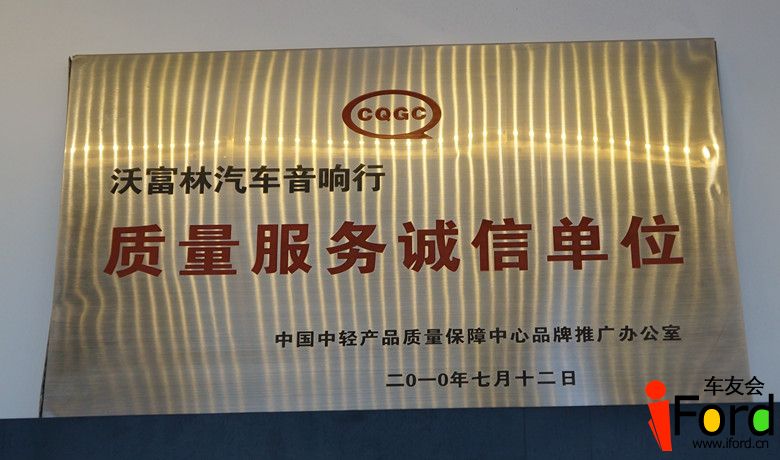 CQGC
沃富林汽车音响行
质量服务诚信单位
中国中轻产品质量保障中心品牌推广办公室
二0一0年七月十二日
车友会
iFord
www.iford.cn